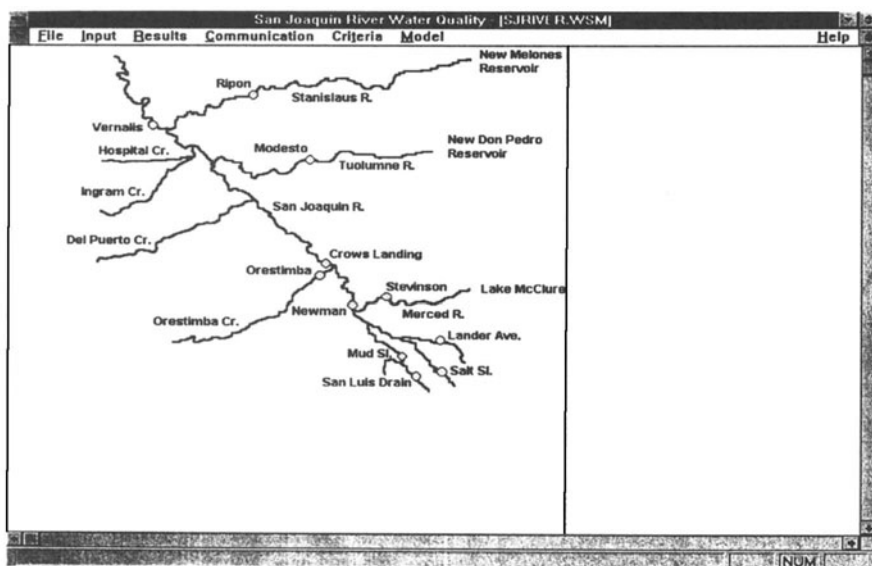 San Joaquin River Water Quality - [SJRIVER.WSM]
File Input Results Communication Criteria Model Help
New Melones
Reservoir
Ripon
Stanislaus R.
Vernalis
Hospital Cr.
Modesto
New Don Pedro
Reservoir
Tuolumne R.
Ingram Cr.
San Joaquin R.
Del Puerto Cr.
Crows Landing
Orestimba
Stevinson
Lake McClure
Newman
Merced R.
Orestimba Cr.
Lander Ave.
Mud Sl.
Salt Sl.
San Luis Drain
NUM